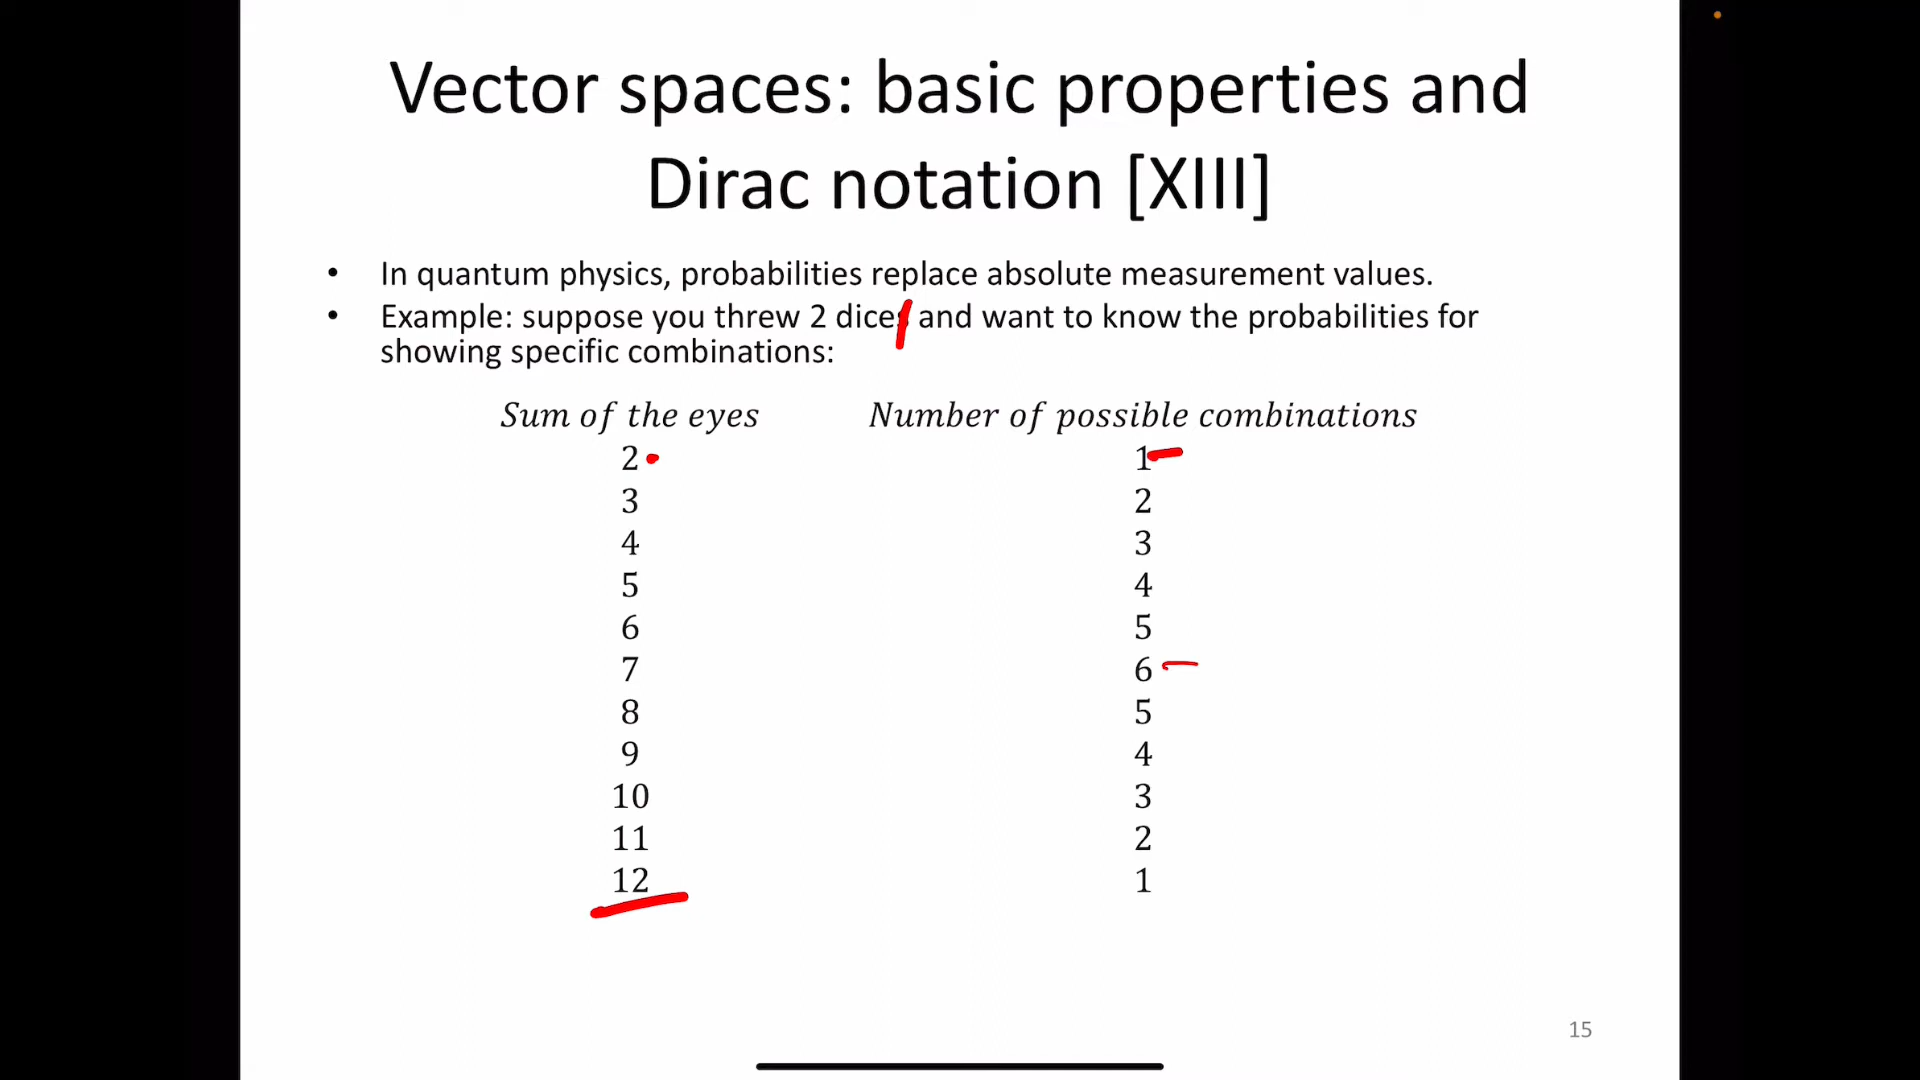 Vector spaces: basic properties and
Dirac notation [XIII]
• In quantum physics, probabilities replace absolute measurement values.
• Example: suppose you threw 2 dices and want to know the probabilities for
showing specific combinations:
Sum of the eyes Number of possible combinations
2 1
3 2
4 3
5 4
6 5
7 6
8 5
9 4
10 3
11 2
12 1
15